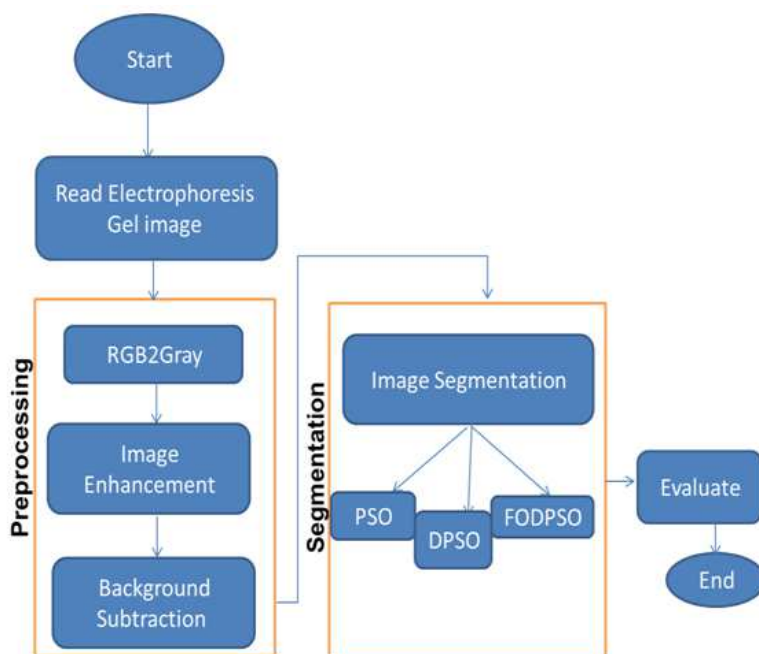 Start
Read Electrophoresis
Gel image
Preprocessing
RGB2Gray
Image
Enhancement
Background
Subtraction
Segmentation
Image Segmentation
PSO
DPSO
FODPSO
Evaluate
End